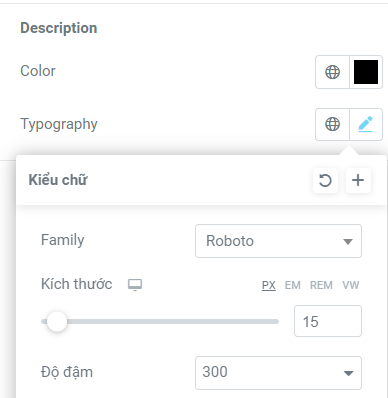 Description
Color
Typography
Kiểu chữ
Family Roboto
Kích thước PX EM REM VW
15
Độ đậm 300